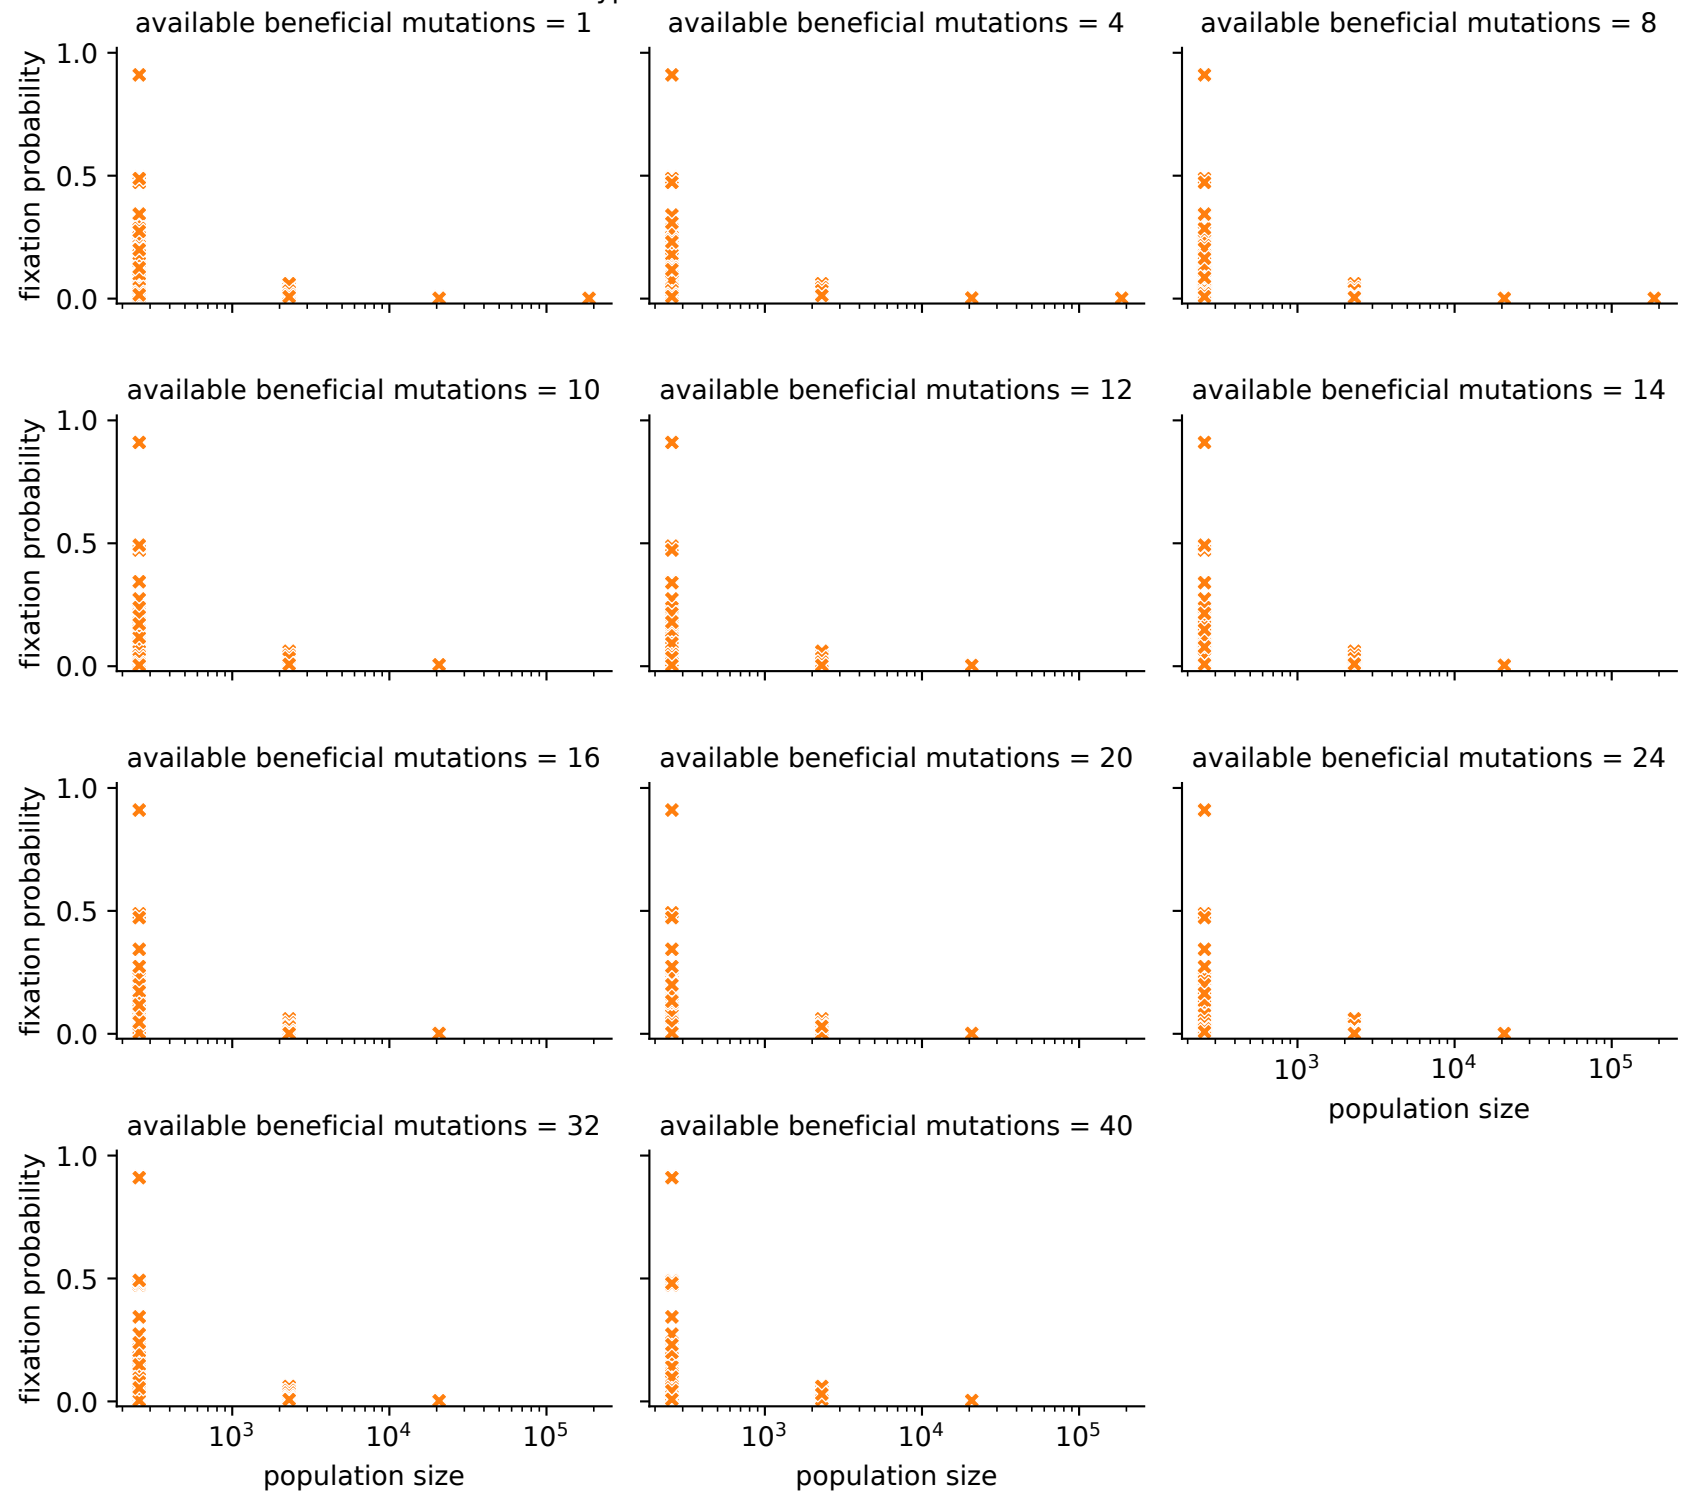 available beneficial mutations = 1
available beneficial mutations = 4
available beneficial mutations = 8
fixation probability
1.0
0.5
0.0
available beneficial mutations = 10
available beneficial mutations = 12
available beneficial mutations = 14
fixation probability
1.0
0.5
0.0
available beneficial mutations = 16
available beneficial mutations = 20
available beneficial mutations = 24
fixation probability
1.0
0.5
0.0
10³ 10⁴ 10⁵
population size
available beneficial mutations = 32
available beneficial mutations = 40
fixation probability
1.0
0.5
0.0
10³ 10⁴ 10⁵
10³ 10⁴ 10⁵
population size
population size